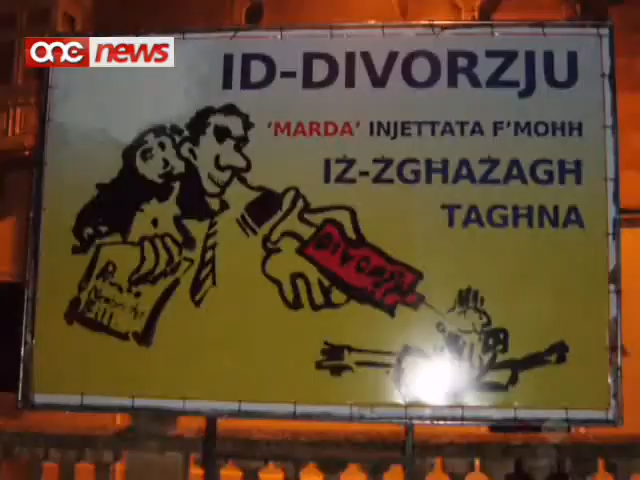 one news
ID-DIVORZJU
'MARDA' INJETTATA F'MOHH
IŻ-ŻGHAŻAGH
TAGHNA
DIVORZJU